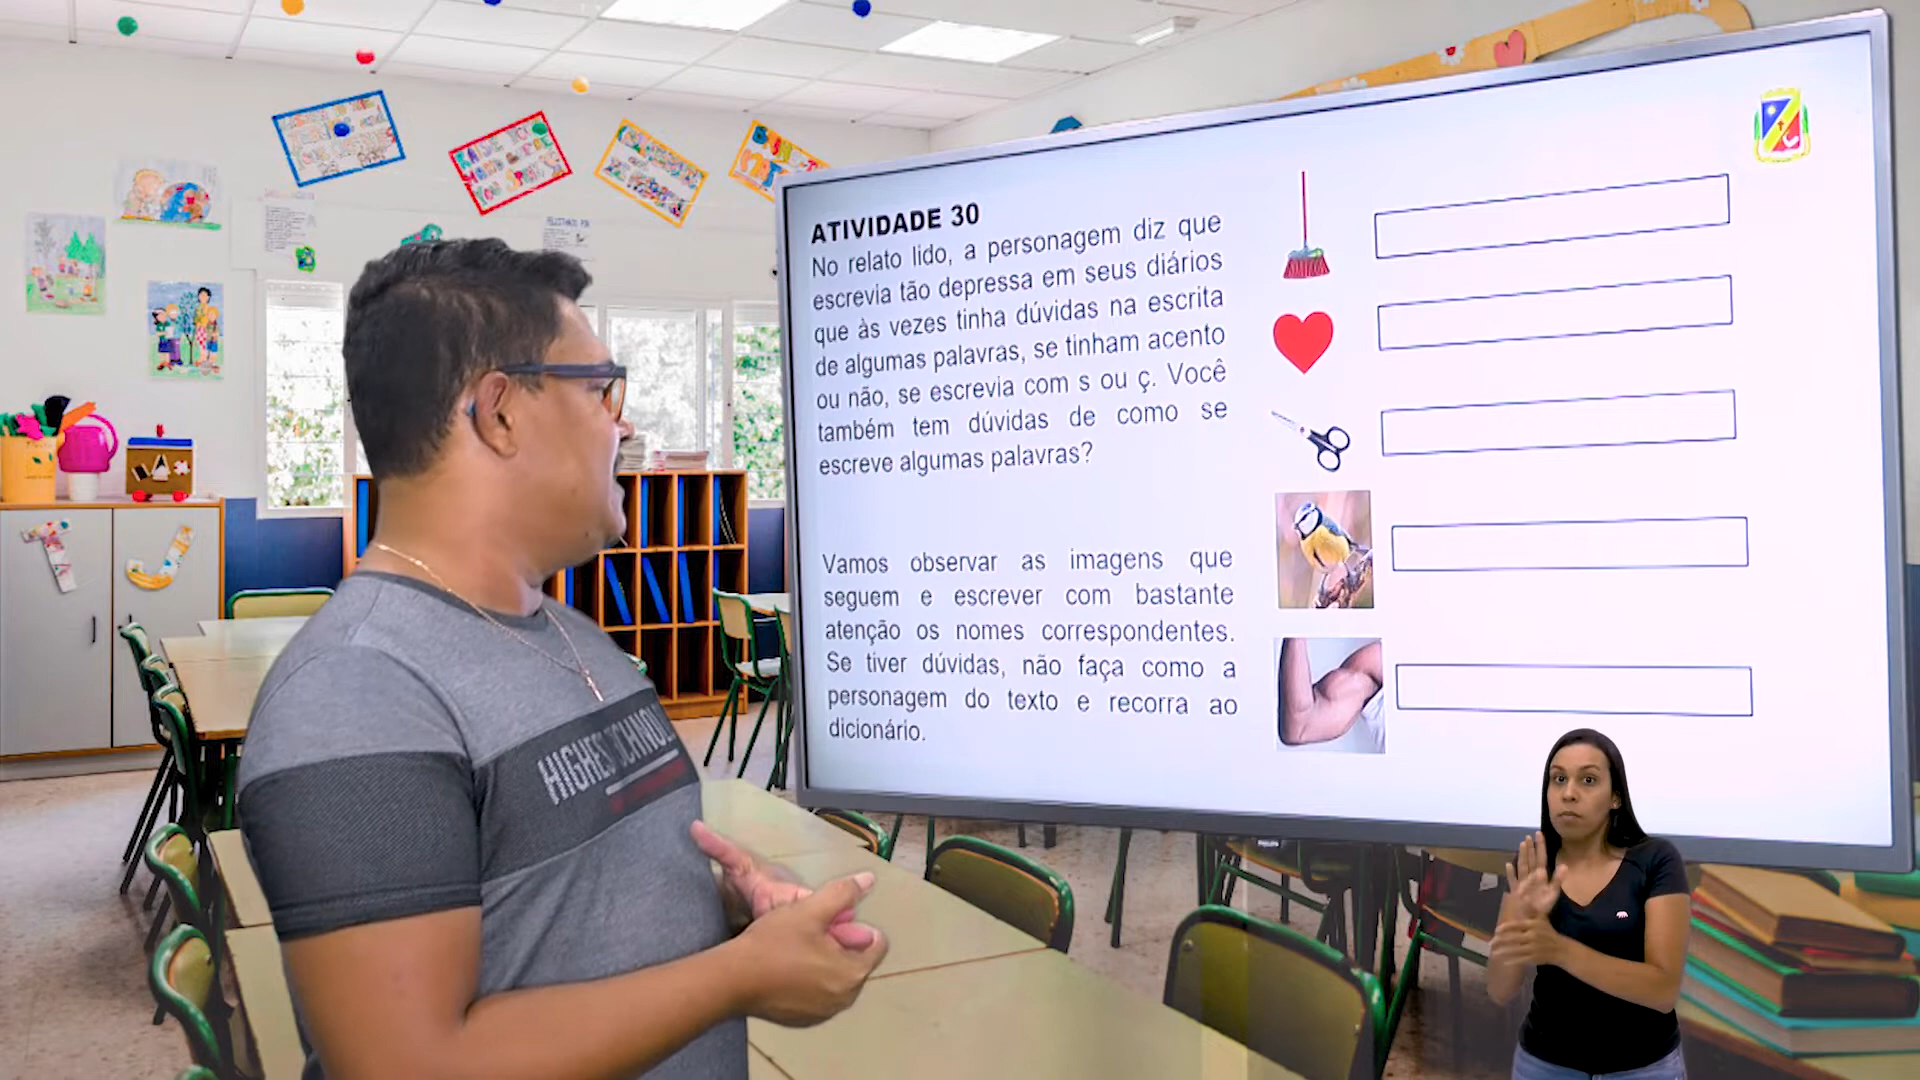 ATIVIDADE 30
No relato lido, a personagem diz que
escrevia tão depressa em seus diários
que às vezes tinha dúvidas na escrita
de algumas palavras, se tinham acento
ou não, se escrevia com s ou ç. Você
também tem dúvidas de como se
escreve algumas palavras?
Vamos observar as imagens que
seguem e escrever com bastante
atenção os nomes correspondentes.
Se tiver dúvidas, não faça como a
personagem do texto e recorra ao
dicionário.
T J